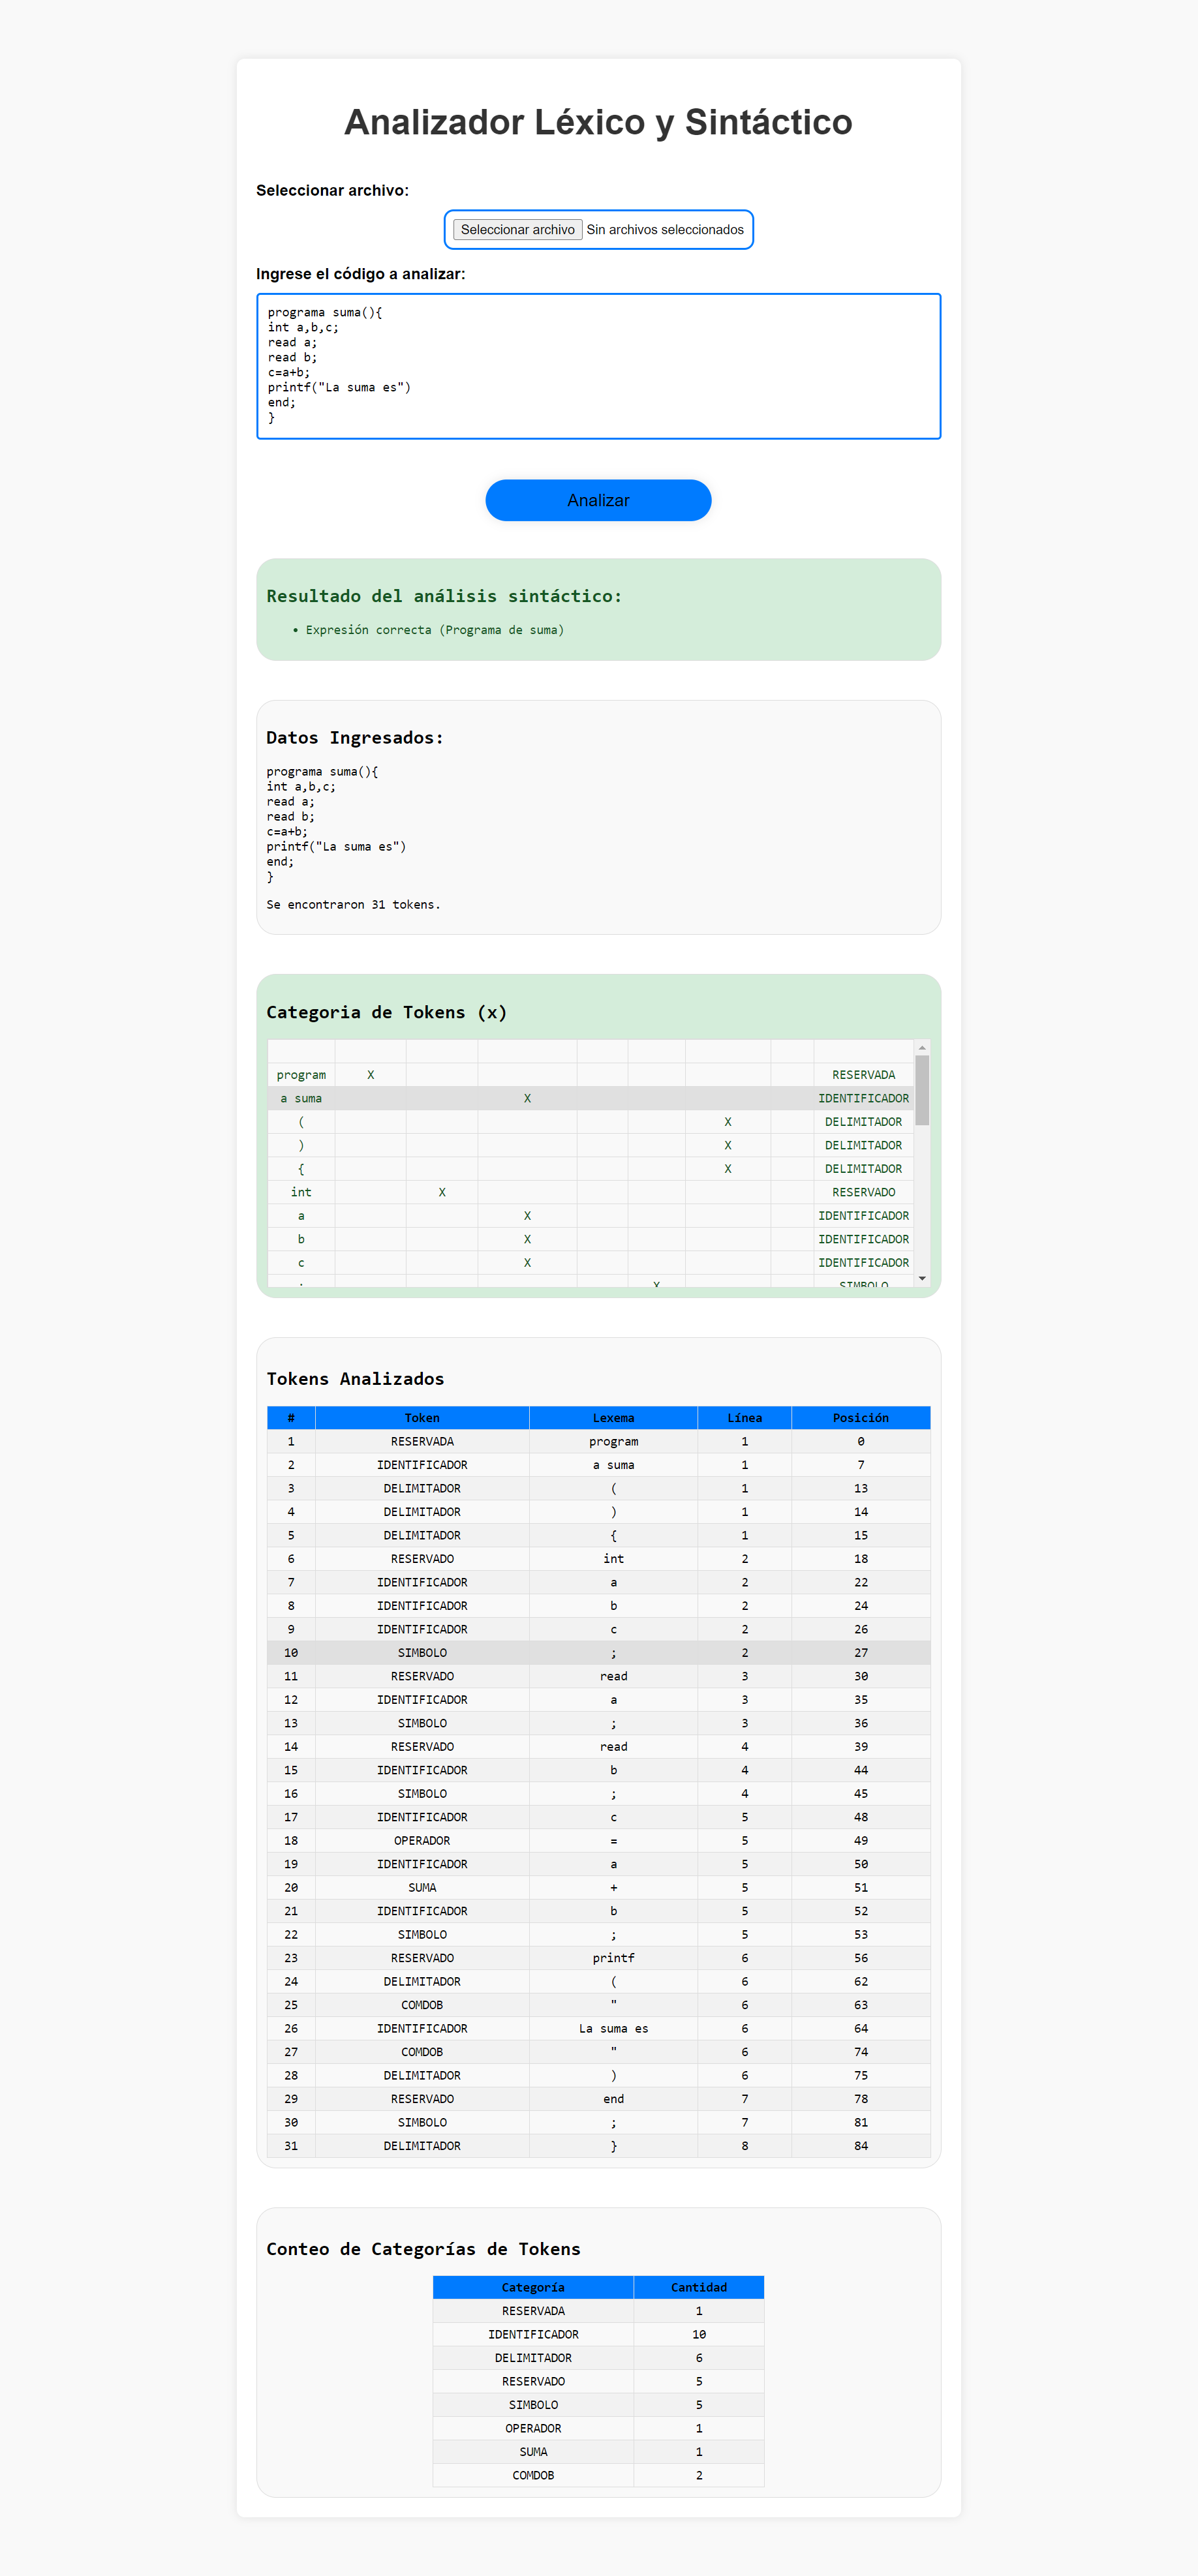 Analizador Léxico y Sintáctico
Seleccionar archivo:
Seleccionar archivo Sin archivos seleccionados
Ingrese el código a analizar:
programa suma(){
int a,b,c;
read a;
read b;
c=a+b;
printf("La suma es")
end;
}
Analizar
Resultado del análisis sintáctico:
• Expresión correcta (Programa de suma)
Datos Ingresados:
programa suma(){
int a,b,c;
read a;
read b;
c=a+b;
printf("La suma es")
end;
}
Se encontraron 31 tokens.
Categoria de Tokens (x)
program X RESERVADA
a suma X IDENTIFICADOR
( X DELIMITADOR
) X DELIMITADOR
{ X DELIMITADOR
int X RESERVADO
a X IDENTIFICADOR
b X IDENTIFICADOR
c X IDENTIFICADOR
; X SIMBOLO
Tokens Analizados
# Token Lexema Línea Posición
1 RESERVADA program 1 0
2 IDENTIFICADOR a suma 1 7
3 DELIMITADOR ( 1 13
4 DELIMITADOR ) 1 14
5 DELIMITADOR { 1 15
6 RESERVADO int 2 18
7 IDENTIFICADOR a 2 22
8 IDENTIFICADOR b 2 24
9 IDENTIFICADOR c 2 26
10 SIMBOLO ; 2 27
11 RESERVADO read 3 30
12 IDENTIFICADOR a 3 35
13 SIMBOLO ; 3 36
14 RESERVADO read 4 39
15 IDENTIFICADOR b 4 44
16 SIMBOLO ; 4 45
17 IDENTIFICADOR c 5 48
18 OPERADOR = 5 49
19 IDENTIFICADOR a 5 50
20 SUMA + 5 51
21 IDENTIFICADOR b 5 52
22 SIMBOLO ; 5 53
23 RESERVADO printf 6 56
24 DELIMITADOR ( 6 62
25 COMDOB " 6 63
26 IDENTIFICADOR La suma es 6 64
27 COMDOB " 6 74
28 DELIMITADOR ) 6 75
29 RESERVADO end 7 78
30 SIMBOLO ; 7 81
31 DELIMITADOR } 8 84
Conteo de Categorías de Tokens
Categoría Cantidad
RESERVADA 1
IDENTIFICADOR 10
DELIMITADOR 6
RESERVADO 5
SIMBOLO 5
OPERADOR 1
SUMA 1
COMDOB 2